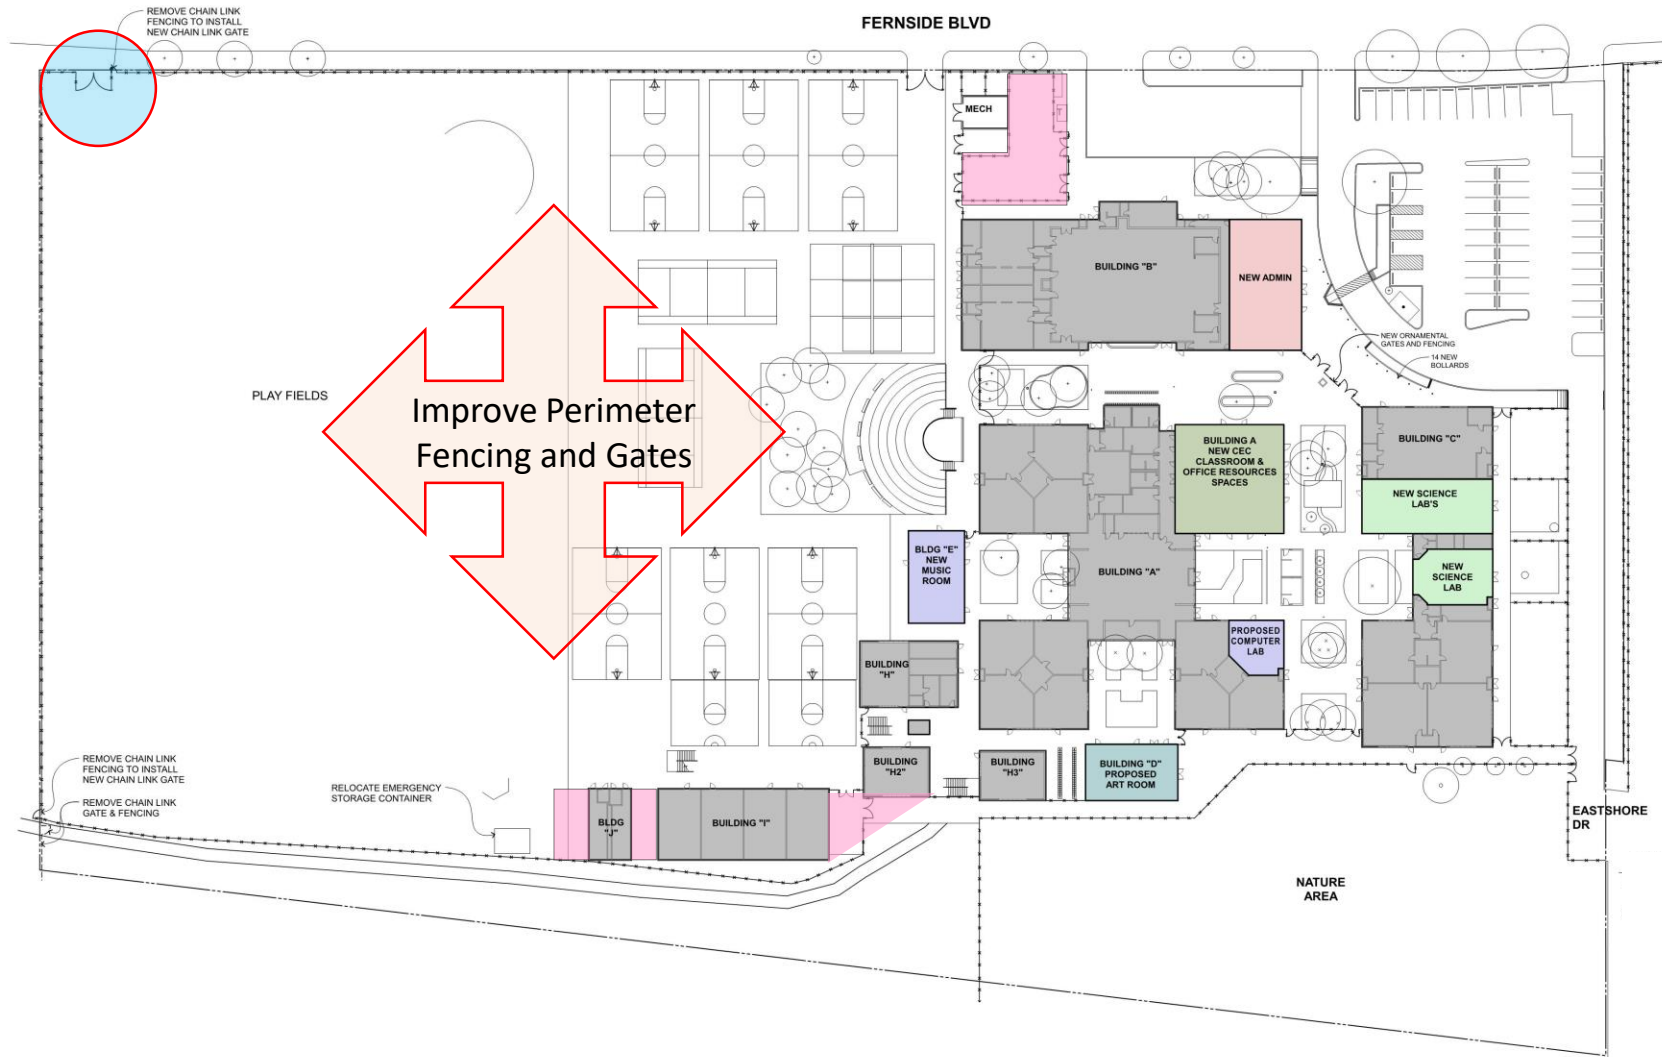 REMOVE CHAIN LINK
FENCING TO INSTALL
NEW CHAIN LINK GATE
FERNSIDE BLVD
MECH
BUILDING "B"
NEW ADMIN
NEW ORNAMENTAL
GATES AND FENCING
14 NEW
BOLLARDS
PLAY FIELDS
Improve Perimeter
Fencing and Gates
BUILDING A
NEW CEC
CLASSROOM &
OFFICE RESOURCES
SPACES
BUILDING "C"
NEW SCIENCE
LAB'S
BLDG "E"
NEW
MUSIC
ROOM
BUILDING "A"
NEW
SCIENCE
LAB
PROPOSED
COMPUTER
LAB
BUILDING
"H"
REMOVE CHAIN LINK
FENCING TO INSTALL
NEW CHAIN LINK GATE
REMOVE CHAIN LINK
GATE & FENCING
RELOCATE EMERGENCY
STORAGE CONTAINER
BUILDING
"H2"
BUILDING
"H3"
BUILDING "D"
PROPOSED
ART ROOM
BLDG
"J"
BUILDING "I"
EASTSHORE
DR
NATURE
AREA